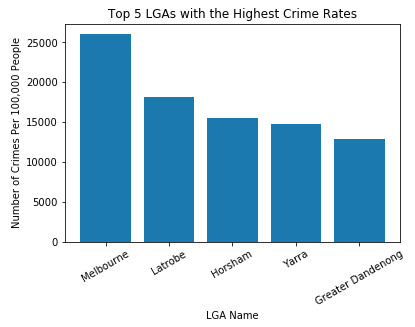 Top 5 LGAs with the Highest Crime Rates
Number of Crimes Per 100,000 People
25000
20000
15000
10000
5000
0
Melbourne
Latrobe
Horsham
Yarra
Greater Dandenong
LGA Name